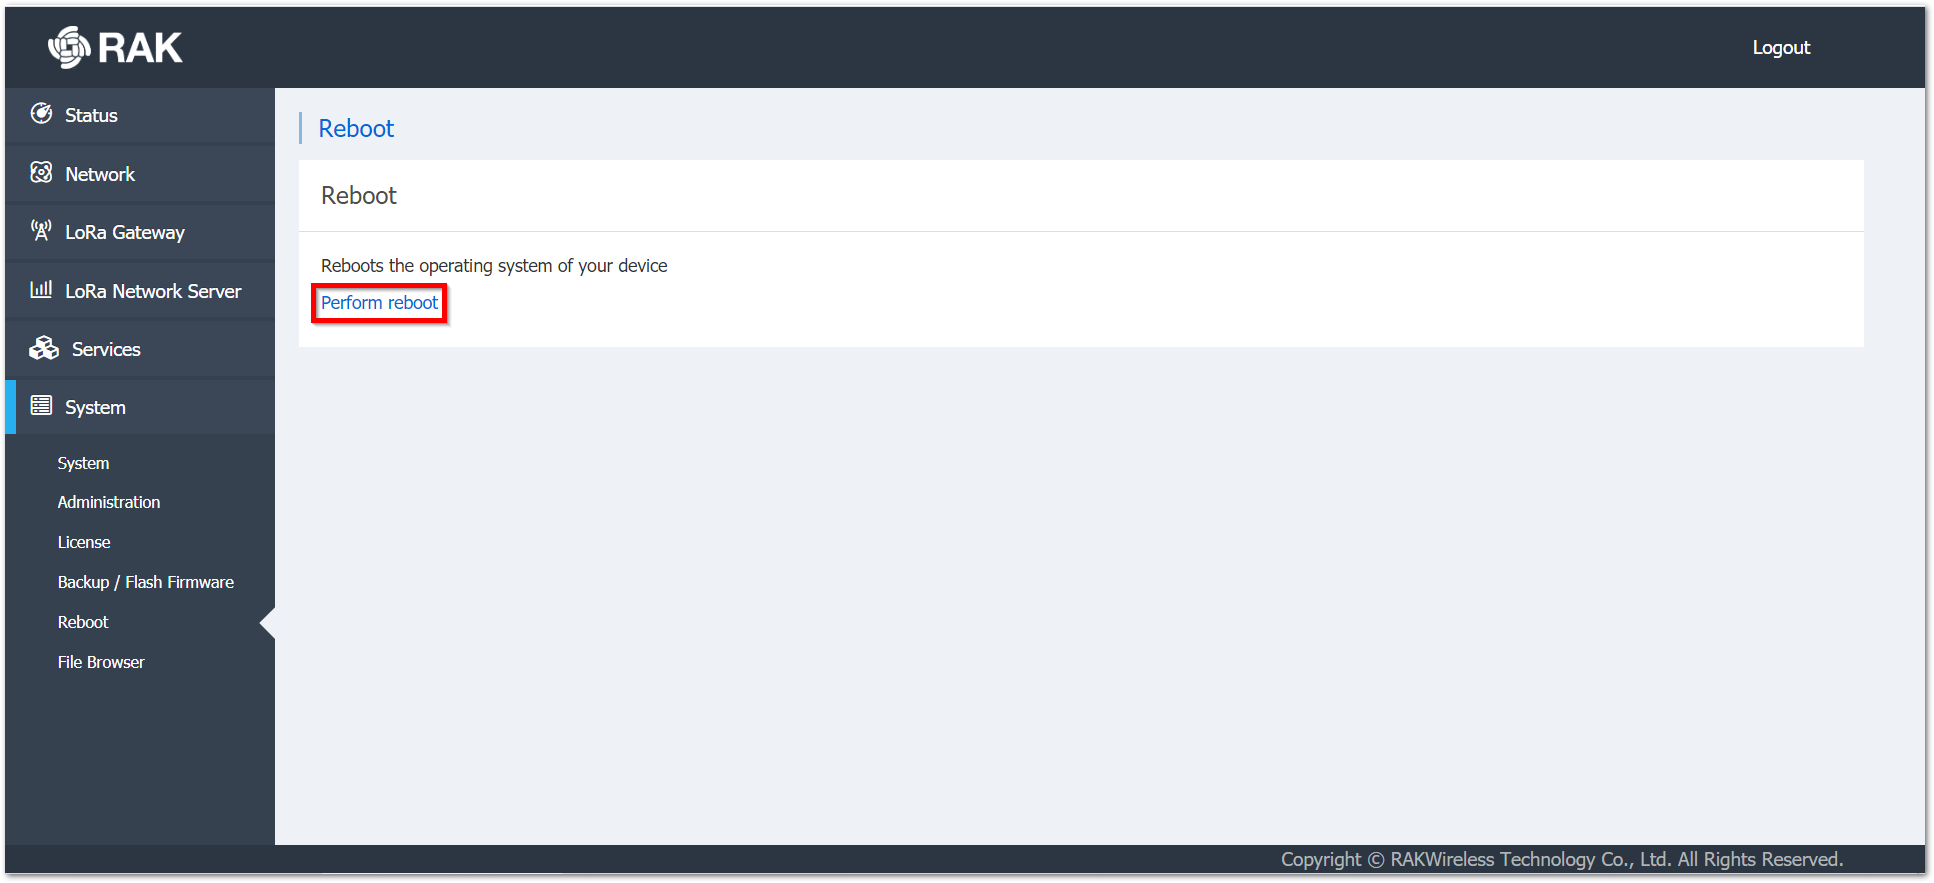 RAK
Logout
Status
Network
LoRa Gateway
LoRa Network Server
Services
System
System
Administration
License
Backup / Flash Firmware
Reboot
File Browser
Reboot
Reboot
Reboots the operating system of your device
Perform reboot
Copyright © RAKWireless Technology Co., Ltd. All Rights Reserved.